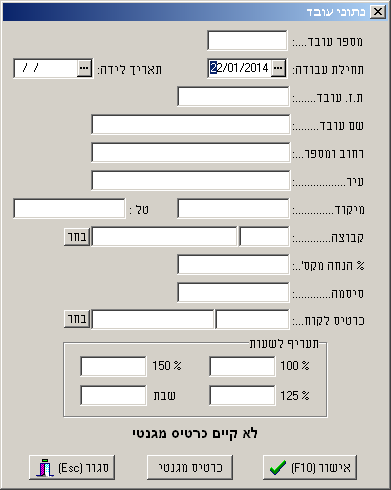 נתוני עובד
מספר עובד....:
תחילת עבודה: 22/01/2014 ... תאריך לידה: / / ...
ת.ז. עובד.....:
שם עובד........:
רחוב ומספר...:
עיר...............:
מיקוד............: טל :
קבוצה...........: בחר
% הנחה מקס'..:
סיסמה..........:
כרטיס לקוח...: בחר
תעריף לשעות
100 % 150 %
125 % שבת
לא קיים כרטיס מגנטי
אישור (F10) כרטיס מגנטי סגור (Esc)